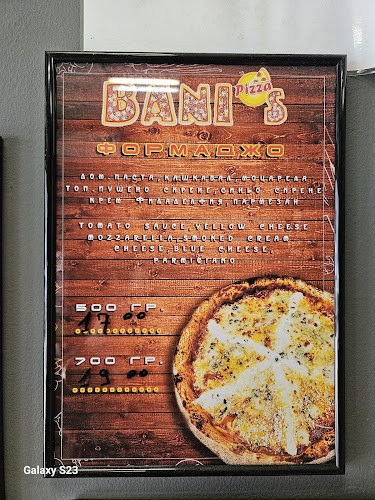 BANI'S
Pizza
ФОРМАДЖО
ДОМ.ПАСТА,КАШКАВАЛ,МОЦАРЕЛА
ТОП.ПУШЕНО СИРЕНЕ,СИНЬО СИРЕНЕ
КРЕМ ФИЛАДЕЛФИЯ,ПАРМЕЗАН
TOMATO SAUCE,YELLOW CHEESE
MOZZARELLA,SMOKED CREAM
CHEESE,BLUE CHEESE,
PARMIGIANO
500 ГР.
17 00
700 ГР.
19 00
Galaxy S23